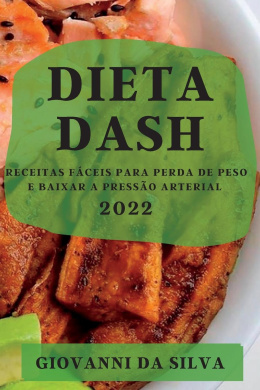 DIETA
DASH
RECEITAS FÁCEIS PARA PERDA DE PESO
E BAIXAR A PRESSÃO ARTERIAL
2022
GIOVANNI DA SILVA